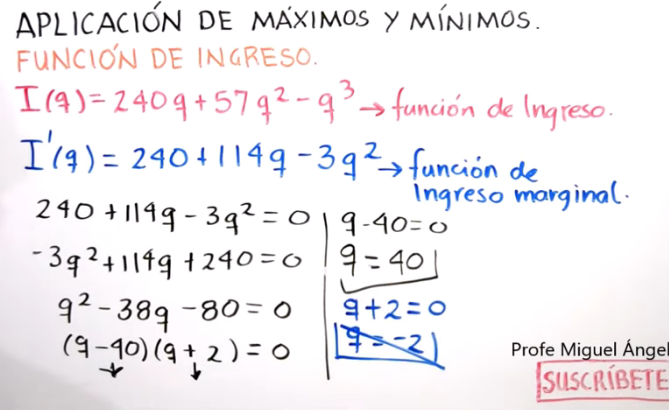 APLICACIÓN DE MÁXIMOS Y MÍNIMOS.
FUNCIÓN DE INGRESO.
I(q) = 240q + 57q² - q³ → función de Ingreso.
I'(q) = 240 + 114q - 3q² → función de
Ingreso marginal.
240 + 114q - 3q² = 0
-3q² + 114q + 240 = 0
q² - 38q - 80 = 0
(q - 40)(q + 2) = 0
q - 40 = 0
q = 40
q + 2 = 0
q = -2
Profe Miguel Ángel
SUSCRÍBETE